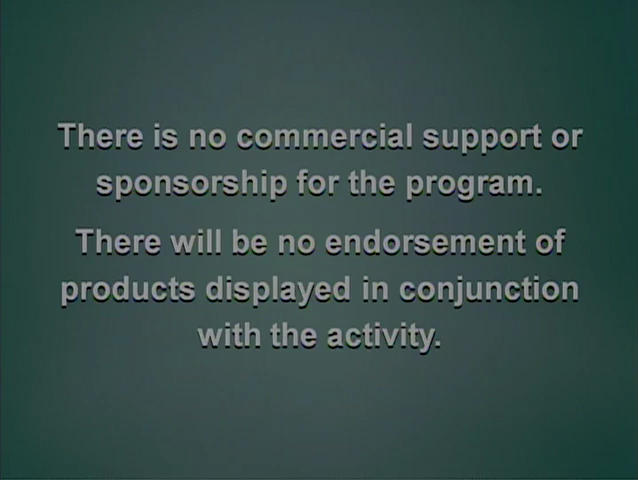 There is no commercial support or
sponsorship for the program.
There will be no endorsement of
products displayed in conjunction
with the activity.